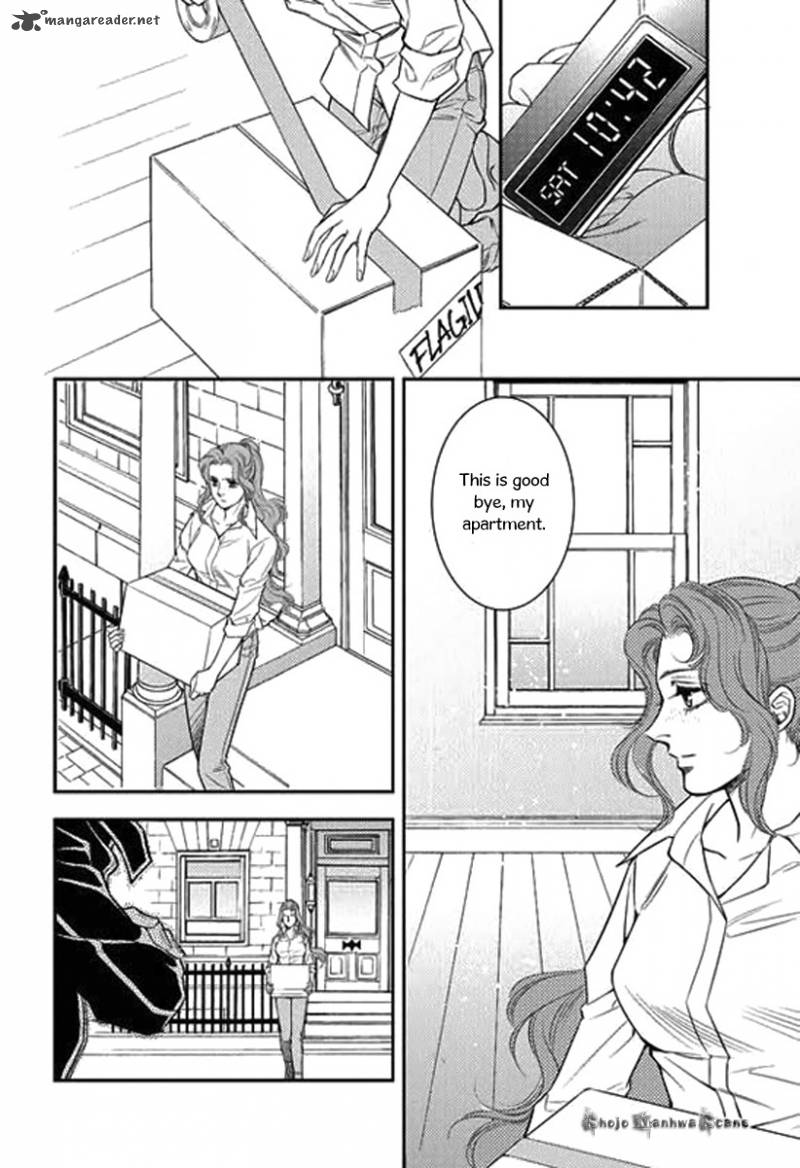 mangareader.net
SAT 10:42
FLAGIL
This is good
bye, my
apartment.
Shojo Manhwa Scans